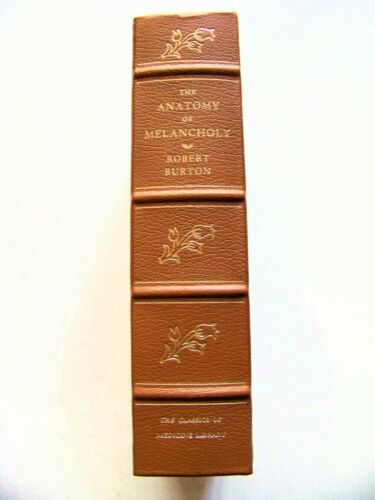 THE
ANATOMY
OF
MELANCHOLY
ROBERT
BURTON
THE CLASSICS OF
MEDICINE LIBRARY